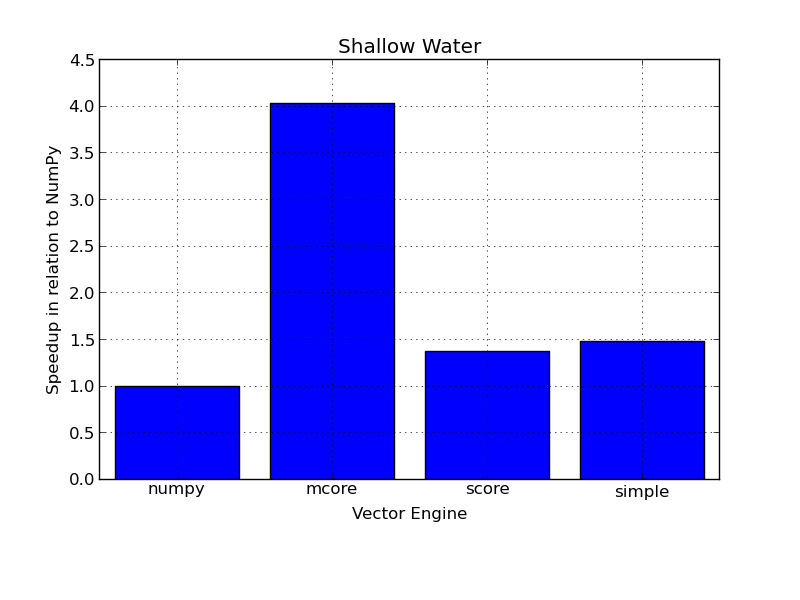 Shallow Water
4.5
4.0
3.5
3.0
2.5
2.0
1.5
1.0
0.5
0.0
Speedup in relation to NumPy
numpy mcore score simple
Vector Engine